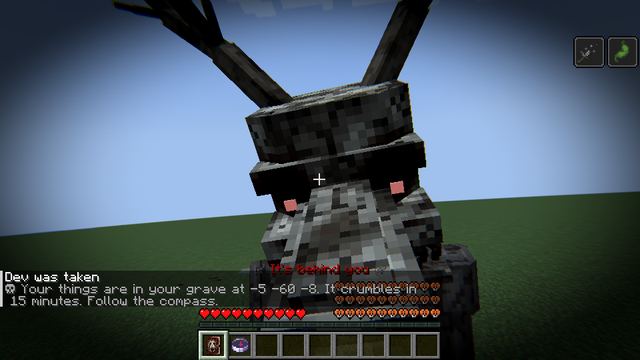 It's behind you
Dev was taken
☠ Your things are in your grave at -5 -60 -8. It crumbles in
15 minutes. Follow the compass.